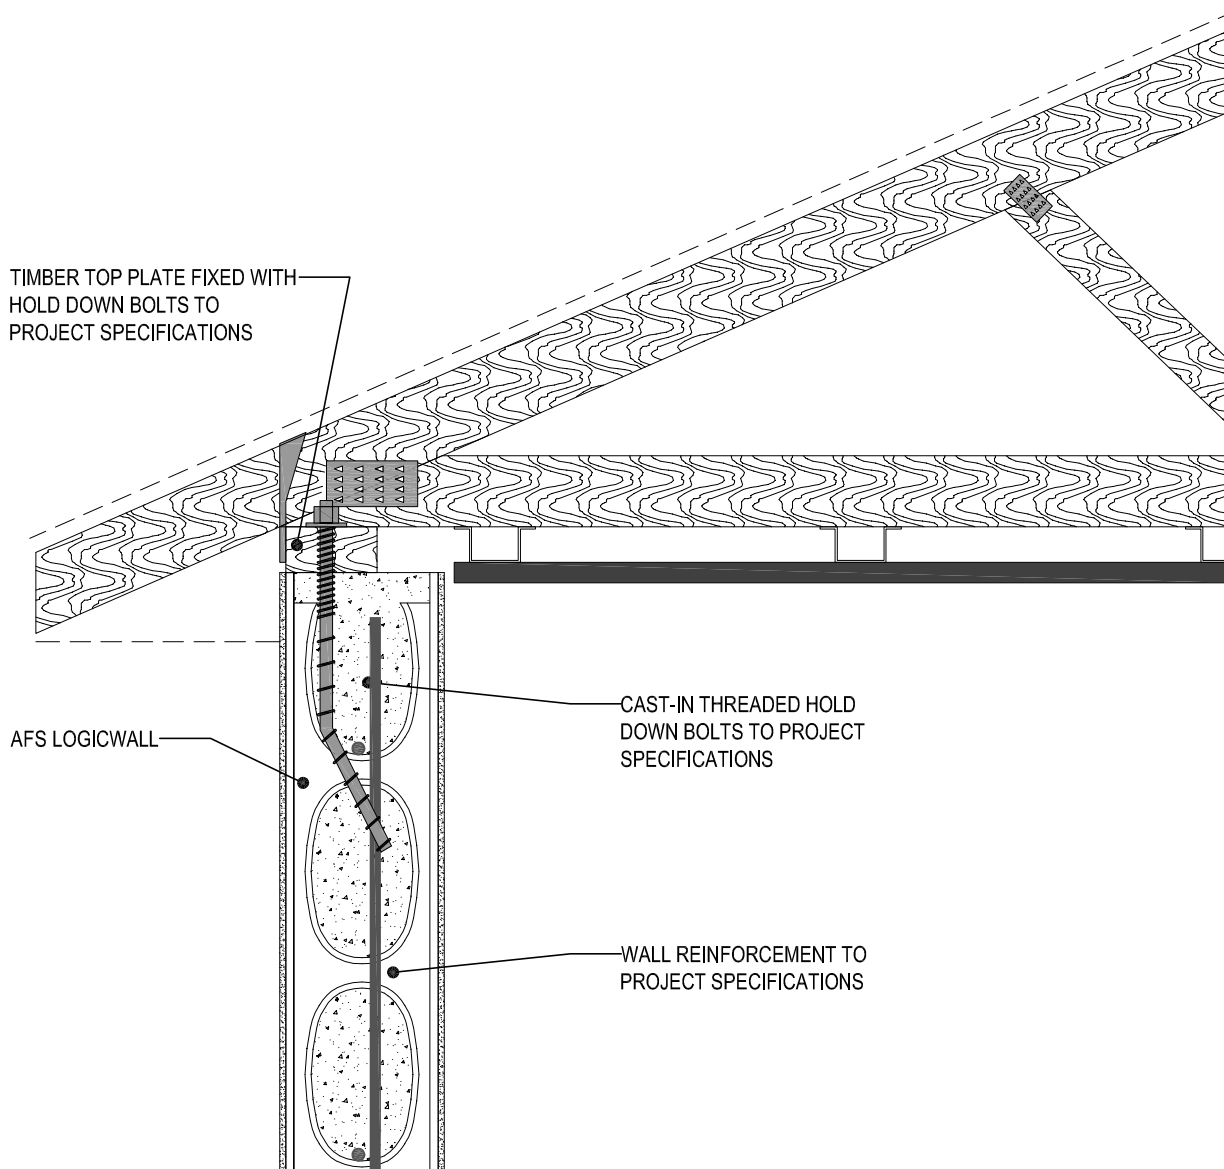 TIMBER TOP PLATE FIXED WITH
HOLD DOWN BOLTS TO
PROJECT SPECIFICATIONS
CAST-IN THREADED HOLD
DOWN BOLTS TO PROJECT
SPECIFICATIONS
AFS LOGICWALL
WALL REINFORCEMENT TO
PROJECT SPECIFICATIONS